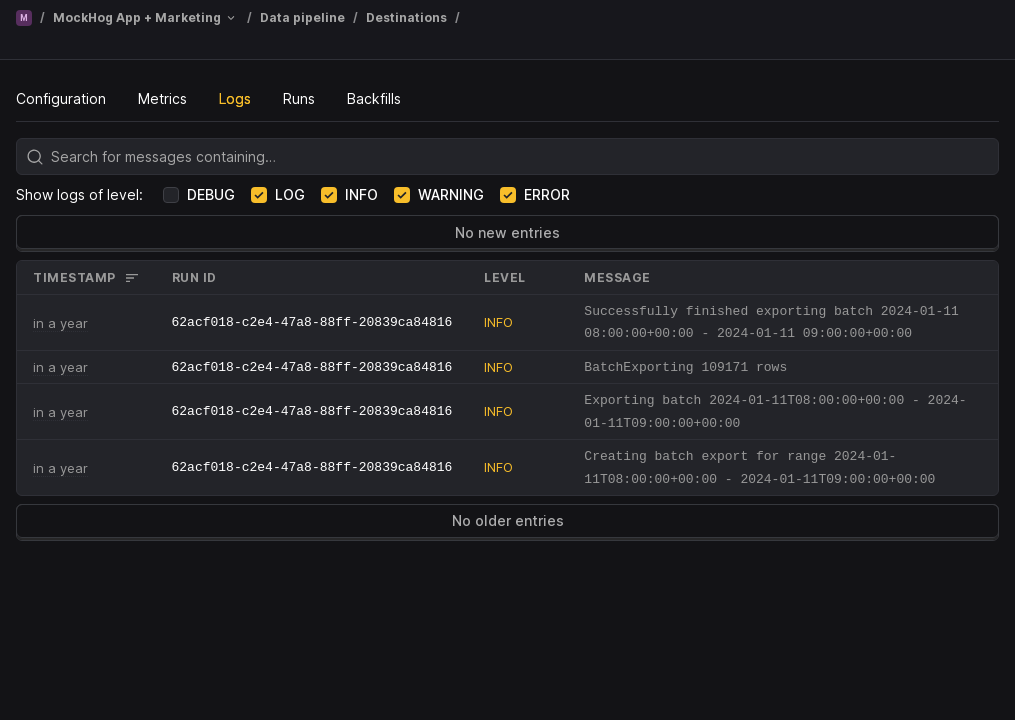 M / MockHog App + Marketing / Data pipeline / Destinations /
Configuration Metrics Logs Runs Backfills
Search for messages containing…
Show logs of level: DEBUG LOG INFO WARNING ERROR
No new entries
TIMESTAMP RUN ID LEVEL MESSAGE
in a year 62acf018-c2e4-47a8-88ff-20839ca84816 INFO Successfully finished exporting batch 2024-01-11
08:00:00+00:00 - 2024-01-11 09:00:00+00:00
in a year 62acf018-c2e4-47a8-88ff-20839ca84816 INFO BatchExporting 109171 rows
in a year 62acf018-c2e4-47a8-88ff-20839ca84816 INFO Exporting batch 2024-01-11T08:00:00+00:00 - 2024-
01-11T09:00:00+00:00
in a year 62acf018-c2e4-47a8-88ff-20839ca84816 INFO Creating batch export for range 2024-01-
11T08:00:00+00:00 - 2024-01-11T09:00:00+00:00
No older entries